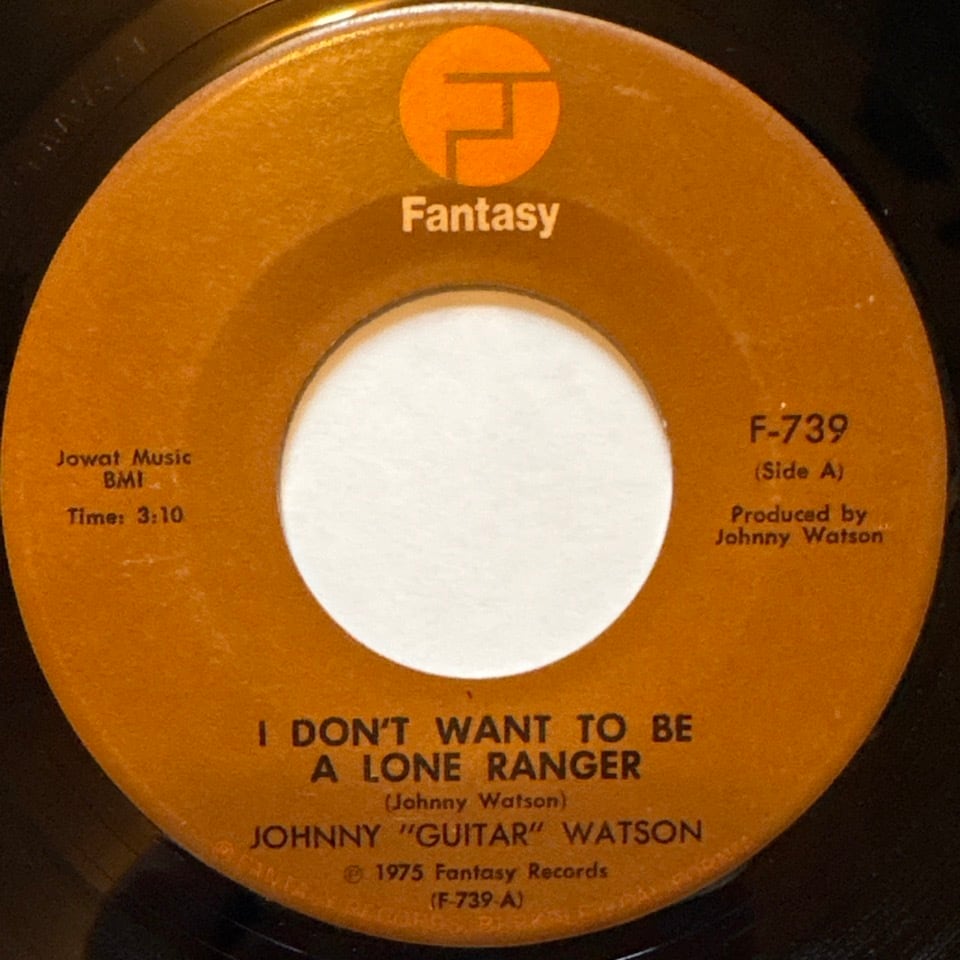 Fantasy
Jowat Music
BMI
Time: 3:10
F-739
(Side A)
Produced by
Johnny Watson
I DON'T WANT TO BE
A LONE RANGER
(Johnny Watson)
JOHNNY "GUITAR" WATSON
℗ 1975 Fantasy Records
(F-739-A)